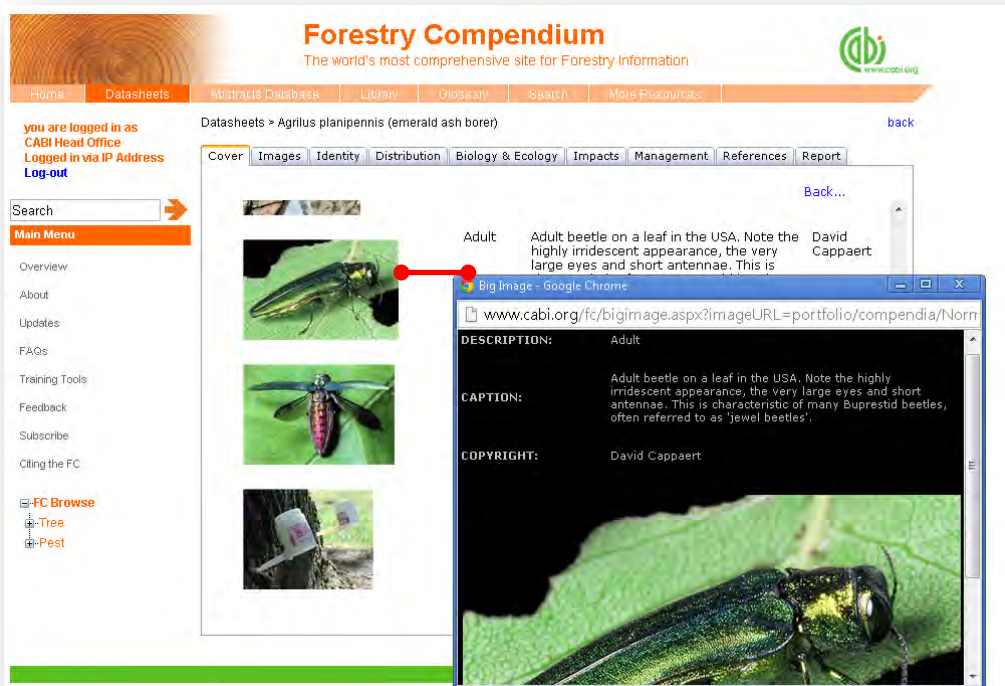 Forestry Compendium
The world's most comprehensive site for Forestry Information
www.cabi.org
Home Datasheets Abstracts Database Library Glossary Search More Resources
you are logged in as
CABI Head Office
Logged in via IP Address
Log-out
Datasheets > Agrilus planipennis (emerald ash borer)
back
Cover Images Identity Distribution Biology & Ecology Impacts Management References Report
Back...
Search
Main Menu
Overview
About
Updates
FAQs
Training Tools
Feedback
Subscribe
Citing the FC
FC Browse
Tree
Pest
Adult
Adult beetle on a leaf in the USA. Note the
highly irridescent appearance, the very
large eyes and short antennae. This is
David
Cappaert
Big Image - Google Chrome
www.cabi.org/fc/bigimage.aspx?imageURL=portfolio/compendia/Norm
DESCRIPTION: Adult
CAPTION:
Adult beetle on a leaf in the USA. Note the highly
irridescent appearance, the very large eyes and short
antennae. This is characteristic of many Buprestid beetles,
often referred to as 'jewel beetles'.
COPYRIGHT: David Cappaert